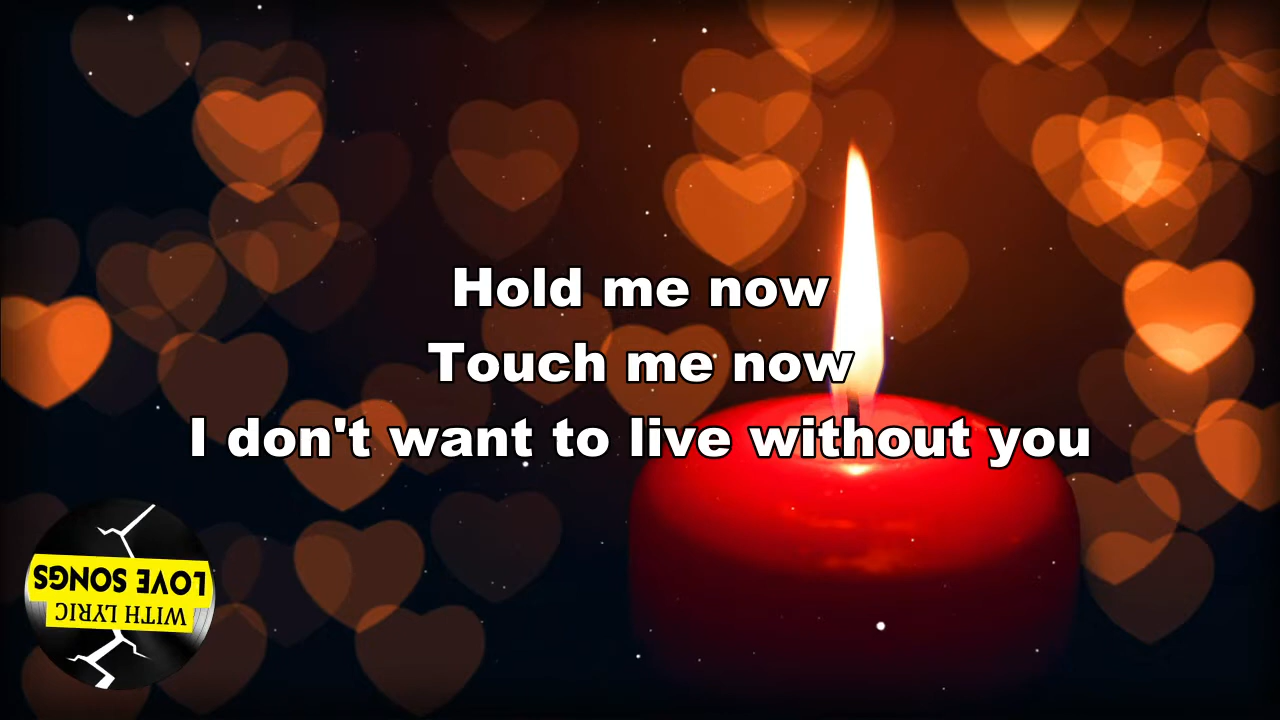 Hold me now
Touch me now
I don't want to live without you
LOVE SONGS
WITH LYRIC